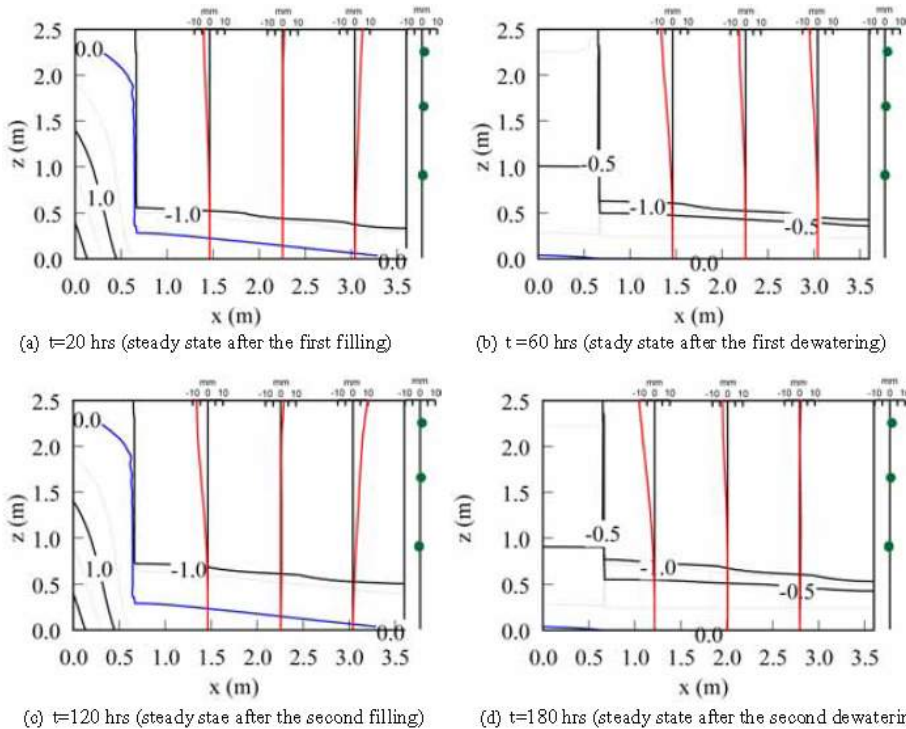 mm mm mm mm
-10 0 10 -10 0 10 -10 0 10 -10 0 10
2.5
0.0
2.0
1.5
z (m)
1.0
1.0
0.5
-1.0
0.0
0.0
0.0 0.5 1.0 1.5 2.0 2.5 3.0 3.5
x (m)
(a) t=20 hrs (steady state after the first filling)
mm mm mm mm
-10 0 10 -10 0 10 -10 0 10 -10 0 10
2.5
2.0
1.5
z (m)
1.0
-0.5
0.5
-1.0
-0.5
0.0
0.0
0.0 0.5 1.0 1.5 2.0 2.5 3.0 3.5
x (m)
(b) t =60 hrs (stady state after the first dewatering)
mm mm mm mm
-10 0 10 -10 0 10 -10 0 10 -10 0 10
2.5
0.0
2.0
1.5
z (m)
1.0
1.0
0.5
-1.0
0.0
0.0
0.0 0.5 1.0 1.5 2.0 2.5 3.0 3.5
x (m)
(c) t=120 hrs (steady stae after the second filling)
mm mm mm mm
-10 0 10 -10 0 10 -10 0 10 -10 0 10
2.5
2.0
1.5
z (m)
1.0
-0.5
0.5
-1.0
-0.5
0.0
0.0
0.0 0.5 1.0 1.5 2.0 2.5 3.0 3.5
x (m)
(d) t=180 hrs (steady state after the second dewaterin